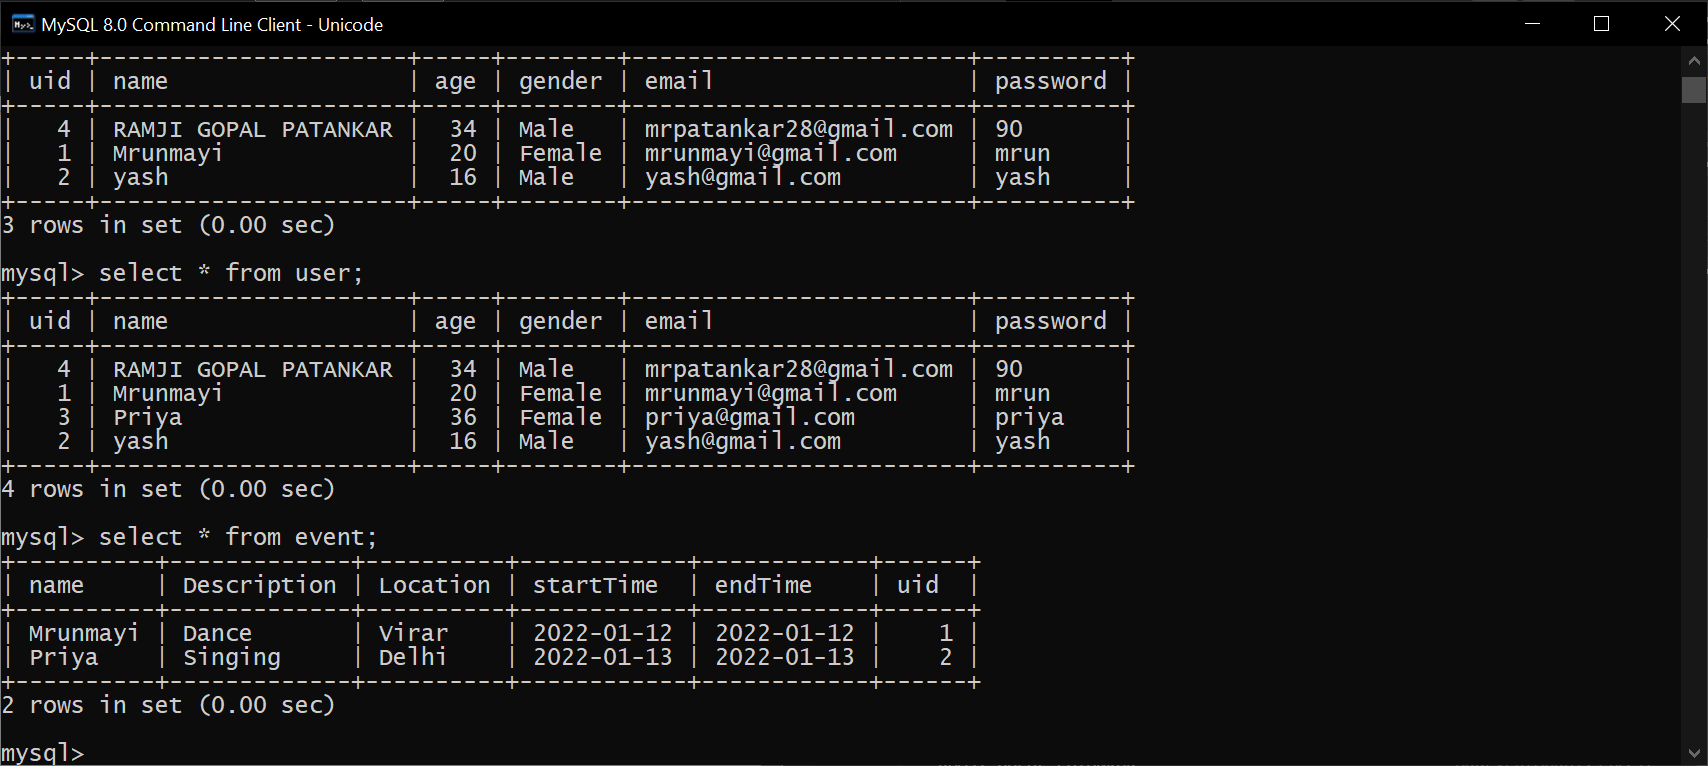 MySQL 8.0 Command Line Client - Unicode
+-----+----------------------+-----+--------+------------------------+----------+
| uid | name                 | age | gender | email                  | password |
+-----+----------------------+-----+--------+------------------------+----------+
|   4 | RAMJI GOPAL PATANKAR |  34 | Male   | mrpatankar28@gmail.com | 90       |
|   1 | Mrunmayi             |  20 | Female | mrunmayi@gmail.com     | mrun     |
|   2 | yash                 |  16 | Male   | yash@gmail.com         | yash     |
+-----+----------------------+-----+--------+------------------------+----------+
3 rows in set (0.00 sec)
mysql> select * from user;
+-----+----------------------+-----+--------+------------------------+----------+
| uid | name                 | age | gender | email                  | password |
+-----+----------------------+-----+--------+------------------------+----------+
|   4 | RAMJI GOPAL PATANKAR |  34 | Male   | mrpatankar28@gmail.com | 90       |
|   1 | Mrunmayi             |  20 | Female | mrunmayi@gmail.com     | mrun     |
|   3 | Priya                |  36 | Female | priya@gmail.com        | priya    |
|   2 | yash                 |  16 | Male   | yash@gmail.com         | yash     |
+-----+----------------------+-----+--------+------------------------+----------+
4 rows in set (0.00 sec)
mysql> select * from event;
+----------+-------------+----------+------------+------------+------+
| name     | Description | Location | startTime  | endTime    | uid  |
+----------+-------------+----------+------------+------------+------+
| Mrunmayi | Dance       | Virar    | 2022-01-12 | 2022-01-12 |    1 |
| Priya    | Singing     | Delhi    | 2022-01-13 | 2022-01-13 |    2 |
+----------+-------------+----------+------------+------------+------+
2 rows in set (0.00 sec)
mysql>